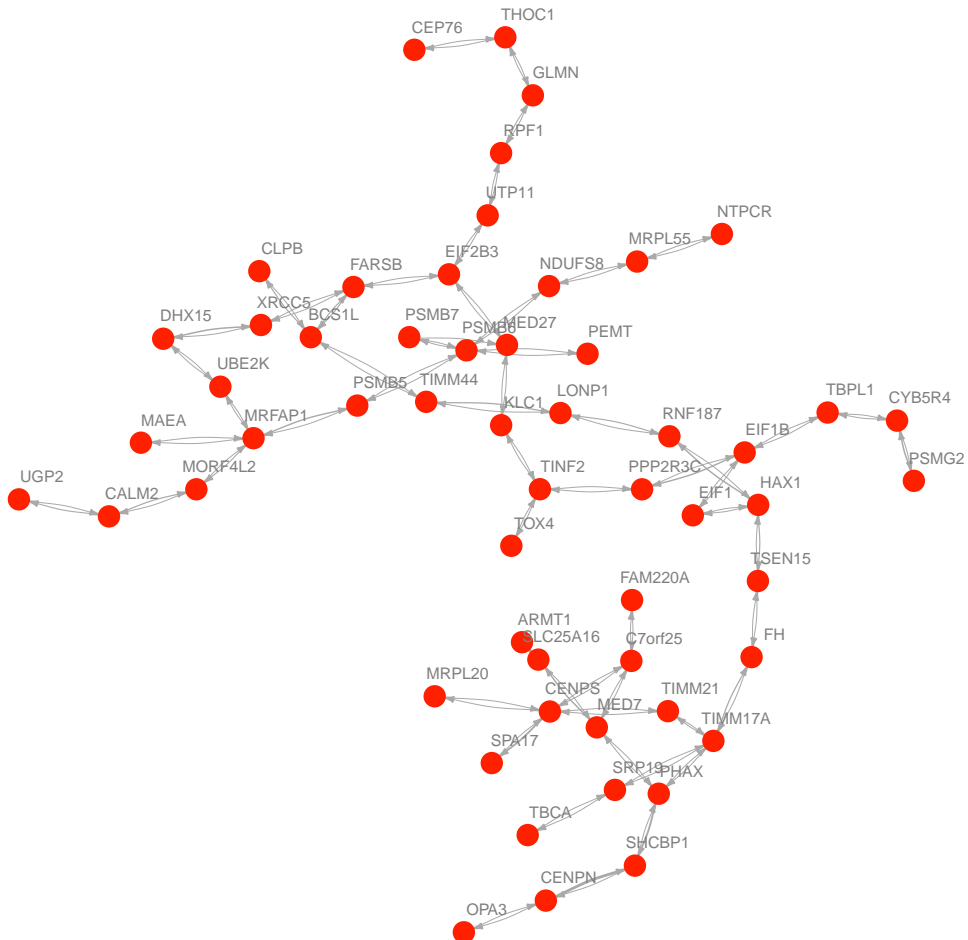 THOC1
CEP76
GLMN
RPF1
UTP11
NTPCR
CLPB
EIF2B3
MRPL55
FARSB
NDUFS8
XRCC5
DHX15
BCS1L
PSMB7
PSMB6
MED27
PEMT
UBE2K
PSMB5
TIMM44
KLC1
LONP1
TBPL1
CYB5R4
MAEA
MRFAP1
RNF187
EIF1B
PSMG2
UGP2
CALM2
MORF4L2
TINF2
PPP2R3C
EIF1
HAX1
TOX4
TSEN15
FAM220A
ARMT1
SLC25A16
C7orf25
FH
MRPL20
CENPS
MED7
TIMM21
TIMM17A
SPA17
SRP19
PHAX
TBCA
SHCBP1
CENPN
OPA3